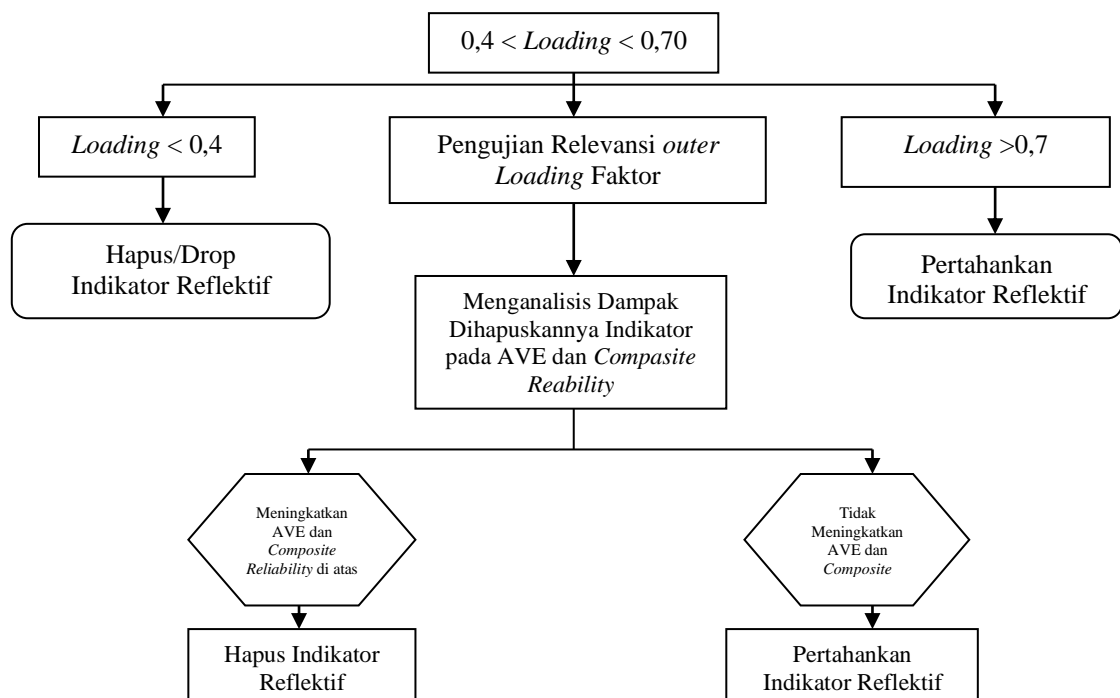 0,4 < Loading < 0,70
Loading < 0,4
Pengujian Relevansi outer
Loading Faktor
Loading >0,7
Hapus/Drop
Indikator Reflektif
Pertahankan
Indikator Reflektif
Menganalisis Dampak
Dihapuskannya Indikator
pada AVE dan Compasite
Reability
Meningkatkan
AVE dan
Composite
Reliability di atas
Tidak
Meningkatkan
AVE dan
Composite
Hapus Indikator
Reflektif
Pertahankan
Indikator Reflektif